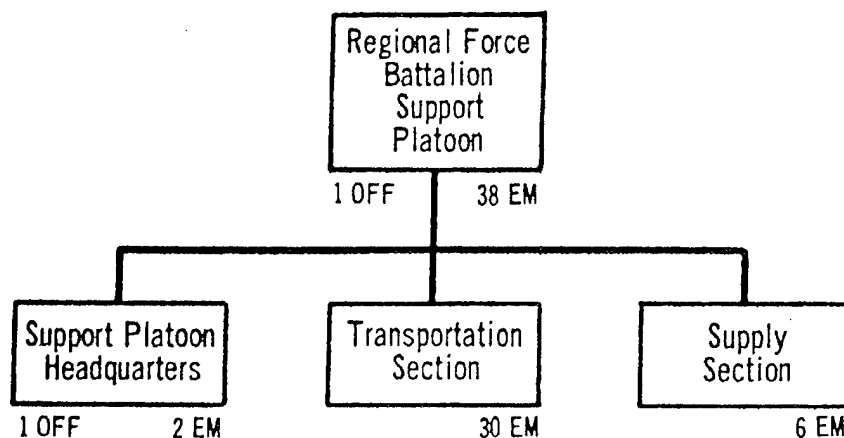 Regional Force
Battalion
Support
Platoon
1 OFF 38 EM
Support Platoon
Headquarters
1 OFF 2 EM
Transportation
Section
30 EM
Supply
Section
6 EM